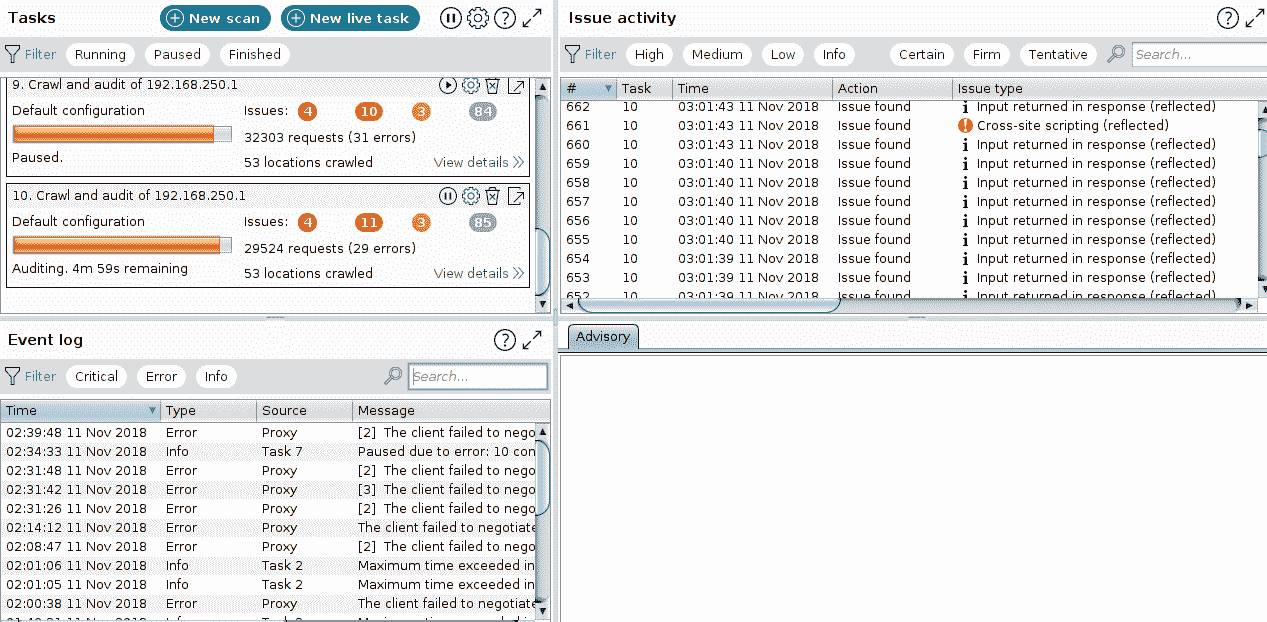 Tasks New scan New live task
Filter Running Paused Finished
9. Crawl and audit of 192.168.250.1
Default configuration Issues: 4 10 3 84
32303 requests (31 errors)
Paused. 53 locations crawled View details
10. Crawl and audit of 192.168.250.1
Default configuration Issues: 4 11 3 85
29524 requests (29 errors)
Auditing. 4m 59s remaining 53 locations crawled View details
Issue activity
Filter High Medium Low Info Certain Firm Tentative Search...
# Task Time Action Issue type
662 10 03:01:43 11 Nov 2018 Issue found Input returned in response (reflected)
661 10 03:01:43 11 Nov 2018 Issue found Cross-site scripting (reflected)
660 10 03:01:43 11 Nov 2018 Issue found Input returned in response (reflected)
659 10 03:01:40 11 Nov 2018 Issue found Input returned in response (reflected)
658 10 03:01:40 11 Nov 2018 Issue found Input returned in response (reflected)
657 10 03:01:40 11 Nov 2018 Issue found Input returned in response (reflected)
656 10 03:01:40 11 Nov 2018 Issue found Input returned in response (reflected)
655 10 03:01:40 11 Nov 2018 Issue found Input returned in response (reflected)
654 10 03:01:39 11 Nov 2018 Issue found Input returned in response (reflected)
653 10 03:01:39 11 Nov 2018 Issue found Input returned in response (reflected)
652 10 03:01:39 11 Nov 2018 Issue found Input returned in response (reflected)
Event log
Filter Critical Error Info Search...
Time Type Source Message
02:39:48 11 Nov 2018 Error Proxy [2] The client failed to nego
02:34:33 11 Nov 2018 Info Task 7 Paused due to error: 10 con
02:31:48 11 Nov 2018 Error Proxy [2] The client failed to nego
02:31:42 11 Nov 2018 Error Proxy [3] The client failed to nego
02:31:26 11 Nov 2018 Error Proxy [2] The client failed to nego
02:14:12 11 Nov 2018 Error Proxy The client failed to negotiate
02:08:47 11 Nov 2018 Error Proxy [2] The client failed to nego
02:01:06 11 Nov 2018 Info Task 2 Maximum time exceeded in
02:01:05 11 Nov 2018 Info Task 2 Maximum time exceeded in
02:00:38 11 Nov 2018 Error Proxy The client failed to negotiate
Advisory